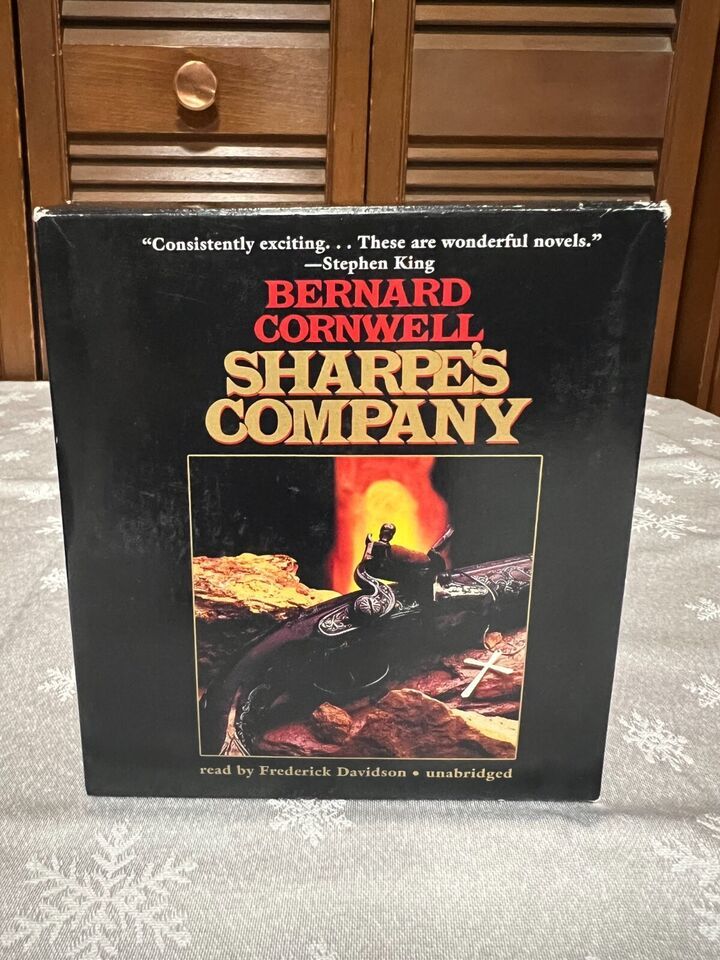 “Consistently exciting. . . These are wonderful novels.”
—Stephen King
BERNARD
CORNWELL
SHARPE'S
COMPANY
read by Frederick Davidson • unabridged